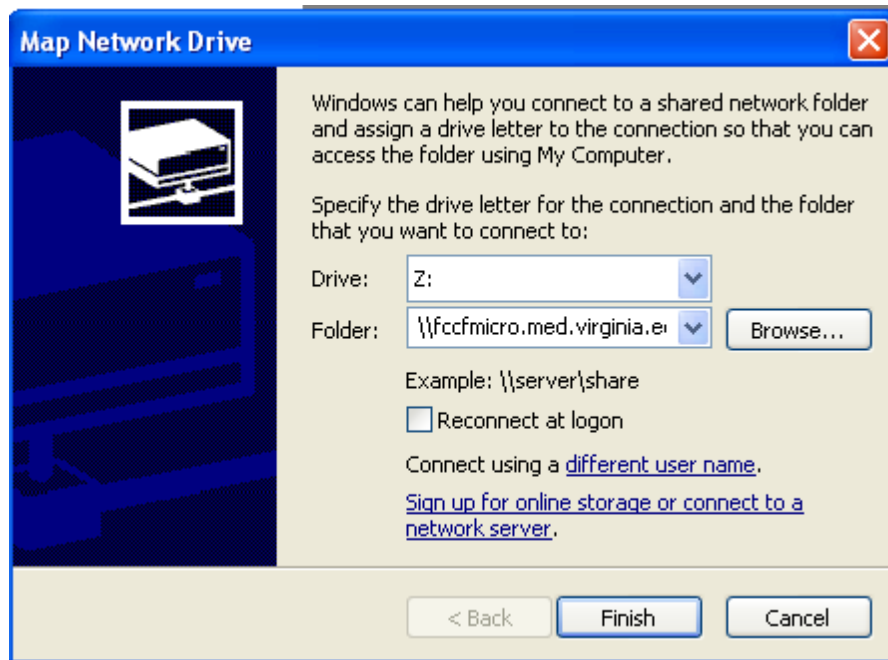 Map Network Drive
Windows can help you connect to a shared network folder
and assign a drive letter to the connection so that you can
access the folder using My Computer.
Specify the drive letter for the connection and the folder
that you want to connect to:
Drive: Z:
Folder: \\fccfmicro.med.virginia.e Browse...
Example: \\server\share
Reconnect at logon
Connect using a different user name.
Sign up for online storage or connect to a
network server.
< Back Finish Cancel